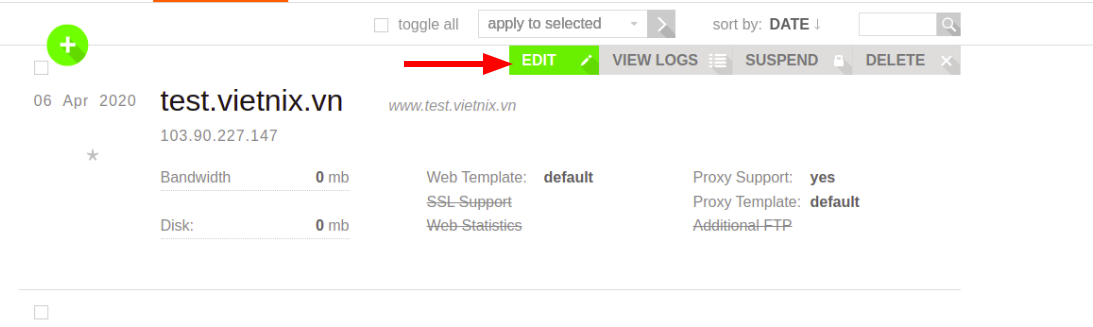 toggle all apply to selected sort by: DATE ↓
+
EDIT VIEW LOGS SUSPEND DELETE
06 Apr 2020 test.vietnix.vn www.test.vietnix.vn
103.90.227.147
*
Bandwidth 0 mb Web Template: default Proxy Support: yes
SSL Support Proxy Template: default
Disk: 0 mb Web Statistics Additional FTP